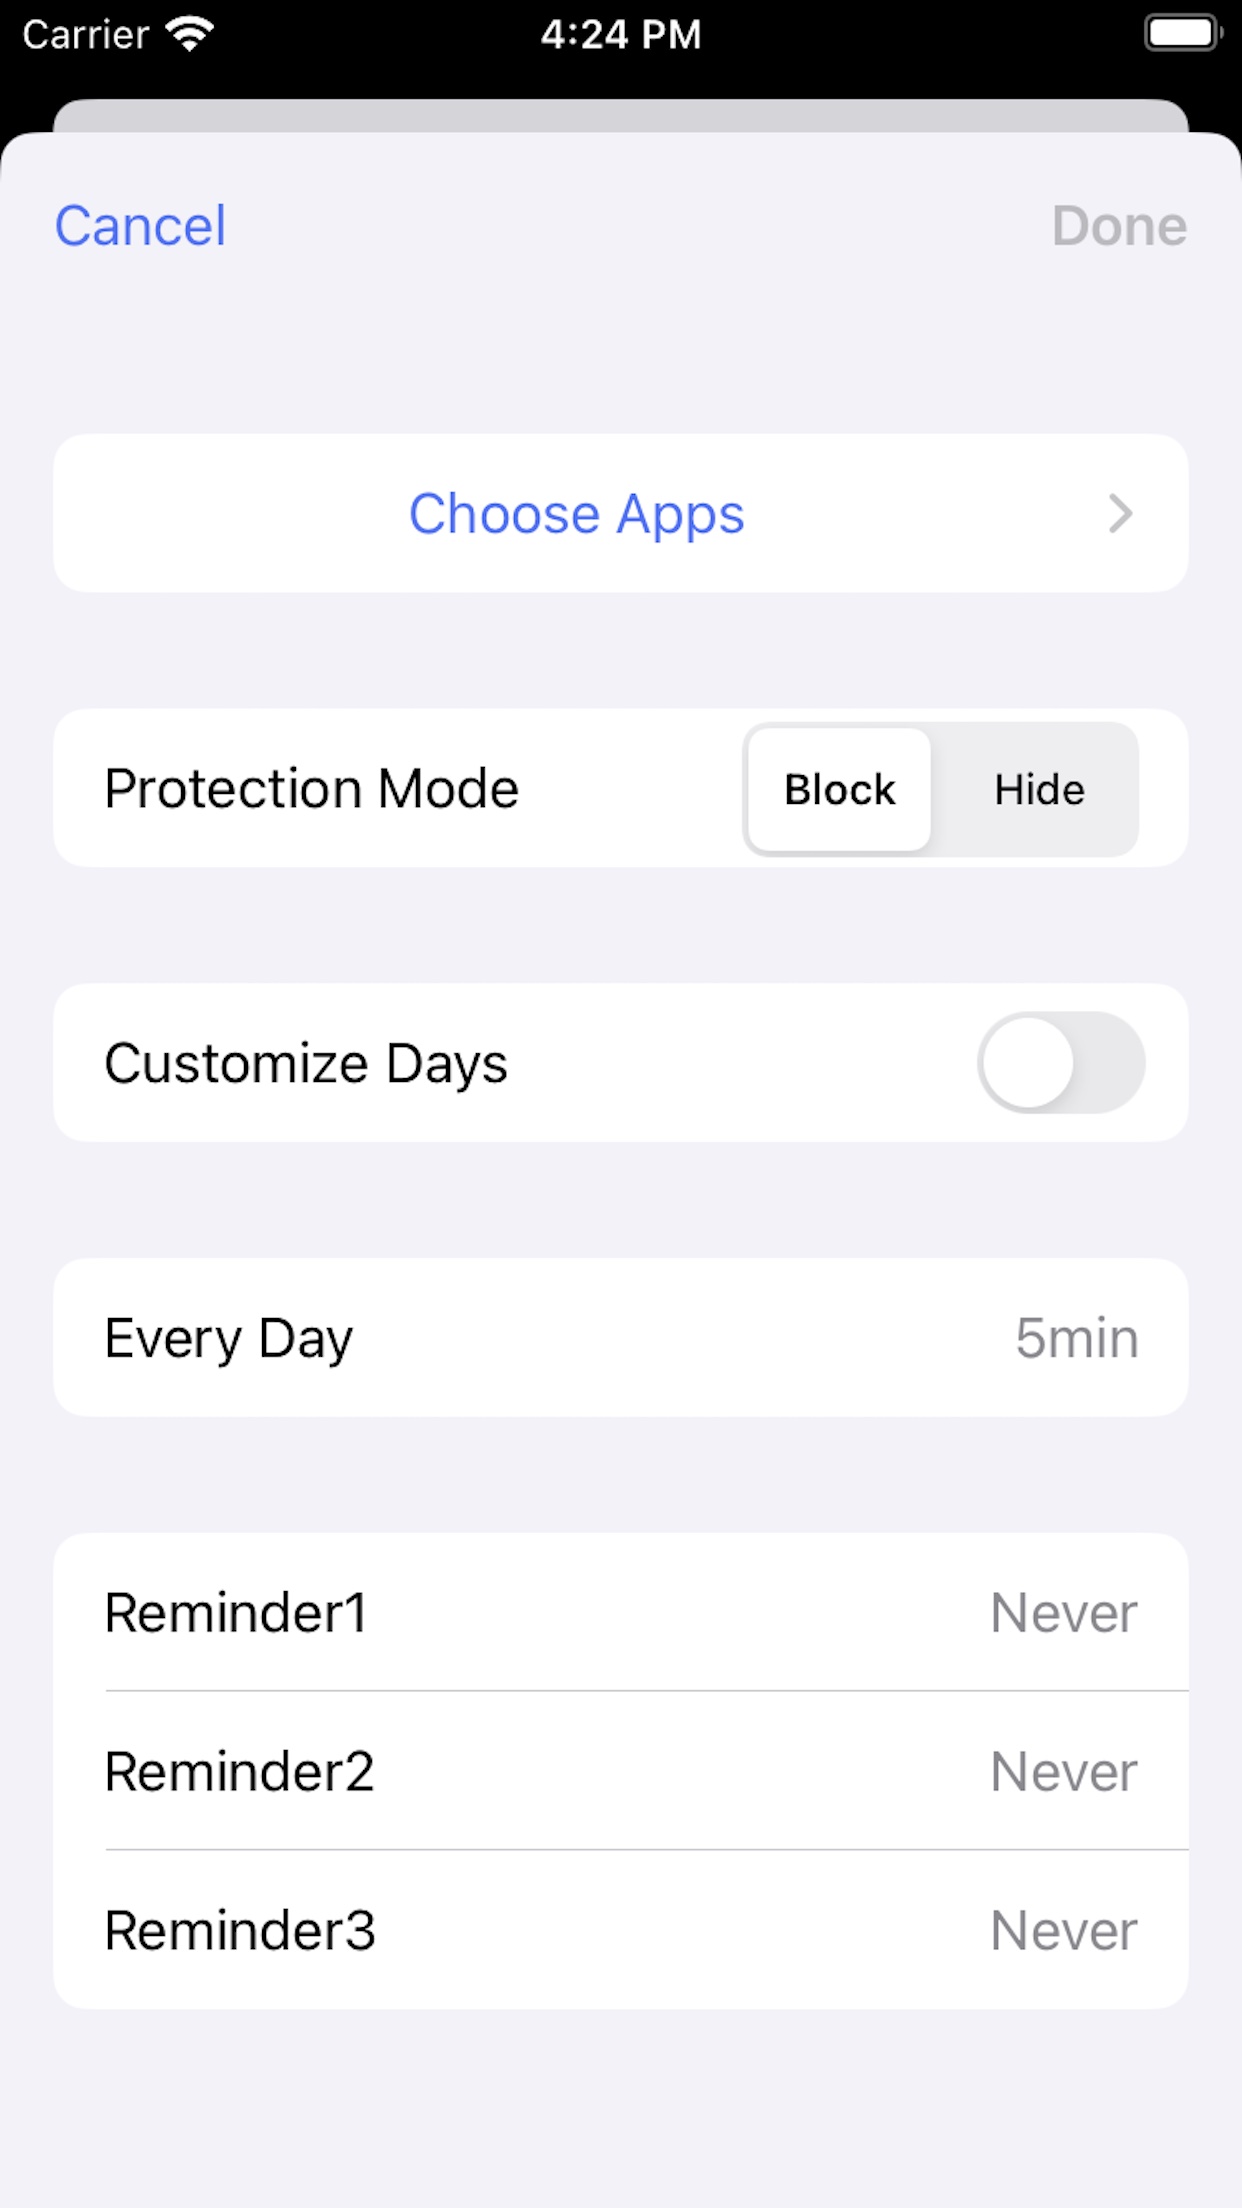 Carrier 4:24 PM
Cancel Done
Choose Apps
Protection Mode Block Hide
Customize Days
Every Day 5min
Reminder1 Never
Reminder2 Never
Reminder3 Never